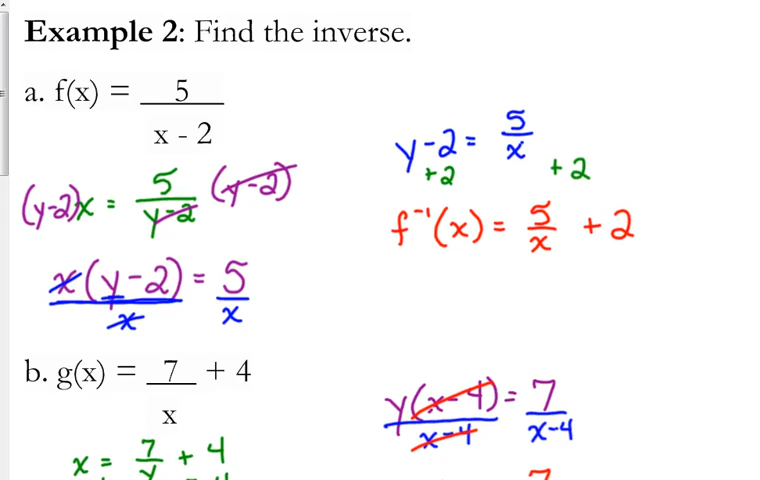 Example 2: Find the inverse.
a. f(x) = 5
x - 2
(y-2)x = 5/(y-2) (y-2)
x(y-2) = 5
x x
y-2 = 5/x
+2 +2
f⁻¹(x) = 5/x + 2
b. g(x) = 7 + 4
x
x = 7/y + 4
y(x-4) = 7
x-4 x-4
7